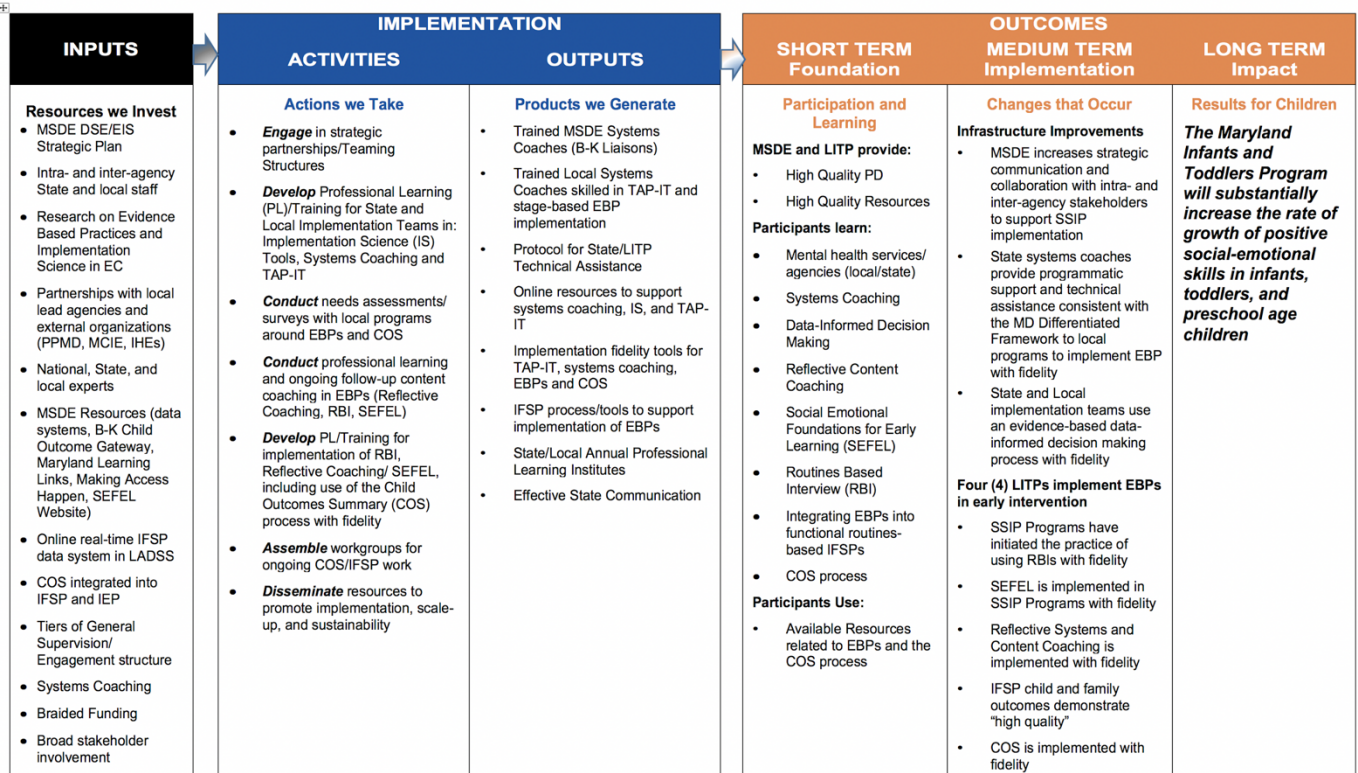 INPUTS
IMPLEMENTATION
ACTIVITIES
OUTPUTS
OUTCOMES
SHORT TERM
Foundation
MEDIUM TERM
Implementation
LONG TERM
Impact
Resources we Invest
• MSDE DSE/EIS
Strategic Plan
• Intra- and inter-agency
State and local staff
• Research on Evidence
Based Practices and
Implementation
Science in EC
• Partnerships with local
lead agencies and
external organizations
(PPMD, MCIE, IHEs)
• National, State, and
local experts
• MSDE Resources (data
systems, B-K Child
Outcome Gateway,
Maryland Learning
Links, Making Access
Happen, SEFEL
Website)
• Online real-time IFSP
data system in LADSS
• COS integrated into
IFSP and IEP
• Tiers of General
Supervision/
Engagement structure
• Systems Coaching
• Braided Funding
• Broad stakeholder
involvement
Actions we Take
• Engage in strategic
partnerships/Teaming
Structures
• Develop Professional Learning
(PL)/Training for State and
Local Implementation Teams in:
Implementation Science (IS)
Tools, Systems Coaching and
TAP-IT
• Conduct needs assessments/
surveys with local programs
around EBPs and COS
• Conduct professional learning
and ongoing follow-up content
coaching in EBPs (Reflective
Coaching, RBI, SEFEL)
• Develop PL/Training for
implementation of RBI,
Reflective Coaching/ SEFEL,
including use of the Child
Outcomes Summary (COS)
process with fidelity
• Assemble workgroups for
ongoing COS/IFSP work
• Disseminate resources to
promote implementation, scale-
up, and sustainability
Products we Generate
• Trained MSDE Systems
Coaches (B-K Liaisons)
• Trained Local Systems
Coaches skilled in TAP-IT and
stage-based EBP
implementation
• Protocol for State/LITP
Technical Assistance
• Online resources to support
systems coaching, IS, and TAP-
IT
• Implementation fidelity tools for
TAP-IT, systems coaching,
EBPs and COS
• IFSP process/tools to support
implementation of EBPs
• State/Local Annual Professional
Learning Institutes
• Effective State Communication
Participation and
Learning
MSDE and LITP provide:
• High Quality PD
• High Quality Resources
Participants learn:
• Mental health services/
agencies (local/state)
• Systems Coaching
• Data-Informed Decision
Making
• Reflective Content
Coaching
• Social Emotional
Foundations for Early
Learning (SEFEL)
• Routines Based
Interview (RBI)
• Integrating EBPs into
functional routines-
based IFSPs
• COS process
Participants Use:
• Available Resources
related to EBPs and the
COS process
Changes that Occur
Infrastructure Improvements
• MSDE increases strategic
communication and
collaboration with intra- and
inter-agency stakeholders
to support SSIP
implementation
• State systems coaches
provide programmatic
support and technical
assistance consistent with
the MD Differentiated
Framework to local
programs to implement EBP
with fidelity
• State and Local
implementation teams use
an evidence-based data-
informed decision making
process with fidelity
Four (4) LITPs implement EBPs
in early intervention
• SSIP Programs have
initiated the practice of
using RBIs with fidelity
• SEFEL is implemented in
SSIP Programs with fidelity
• Reflective Systems and
Content Coaching is
implemented with fidelity
• IFSP child and family
outcomes demonstrate
“high quality”
• COS is implemented with
fidelity
Results for Children
The Maryland
Infants and
Toddlers Program
will substantially
increase the rate of
growth of positive
social-emotional
skills in infants,
toddlers, and
preschool age
children